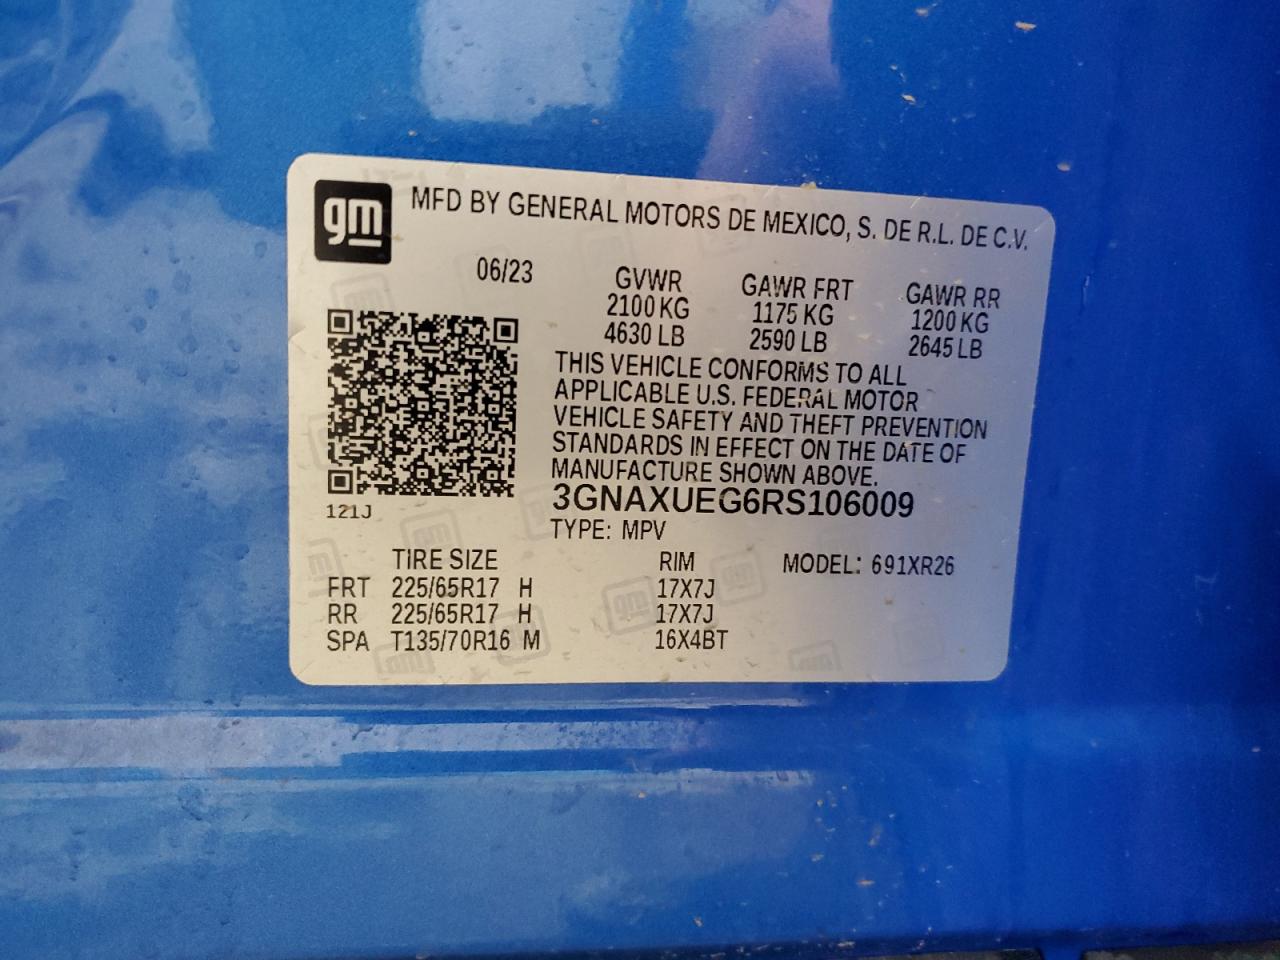 gm
MFD BY GENERAL MOTORS DE MEXICO, S. DE R.L. DE C.V.
06/23
GVWR GAWR FRT GAWR RR
2100 KG 1175 KG 1200 KG
4630 LB 2590 LB 2645 LB
THIS VEHICLE CONFORMS TO ALL
APPLICABLE U.S. FEDERAL MOTOR
VEHICLE SAFETY AND THEFT PREVENTION
STANDARDS IN EFFECT ON THE DATE OF
MANUFACTURE SHOWN ABOVE.
3GNAXUEG6RS106009
121J
TYPE: MPV
TIRE SIZE RIM MODEL: 691XR26
FRT 225/65R17 H 17X7J
RR 225/65R17 H 17X7J
SPA T135/70R16 M 16X4BT